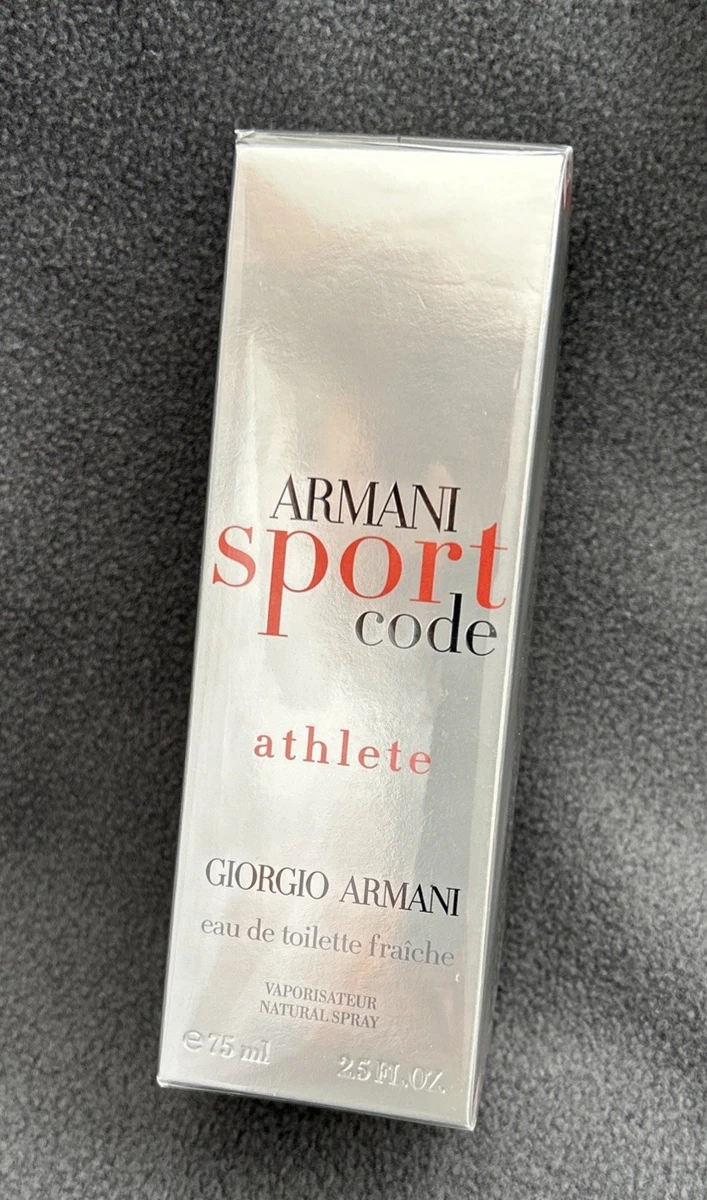 ARMANI
sport
code
athlete
GIORGIO ARMANI
eau de toilette fraîche
VAPORISATEUR
NATURAL SPRAY
℮ 75 ml 2.5 FL.OZ.